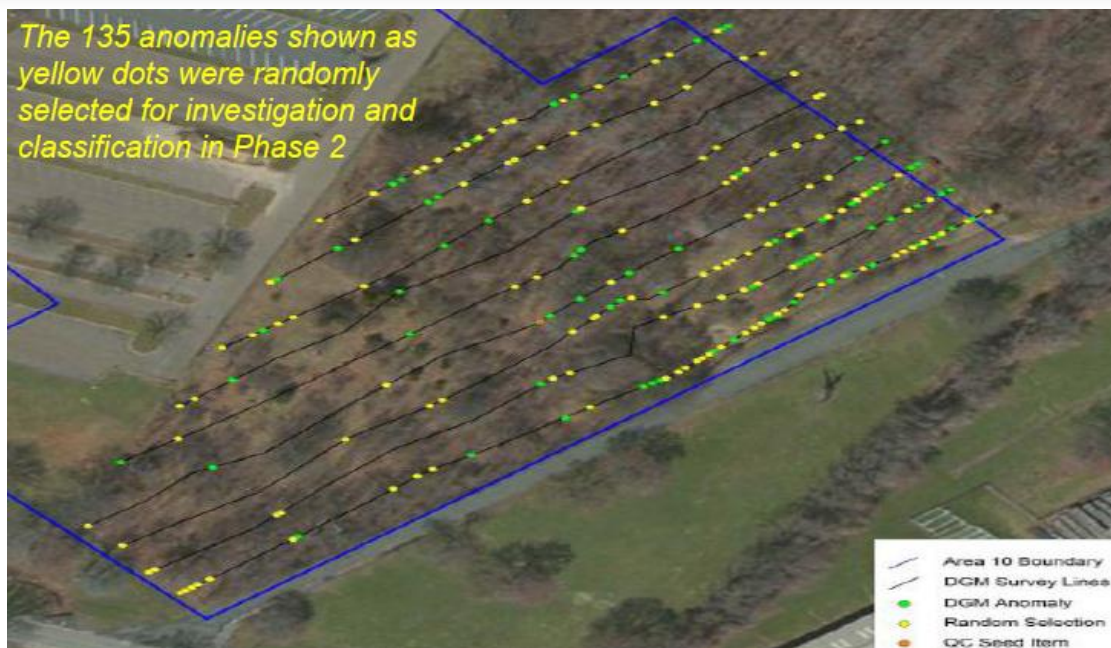 The 135 anomalies shown as
yellow dots were randomly
selected for investigation and
classification in Phase 2
Area 10 Boundary
DGM Survey Lines
DGM Anomaly
Random Selection
QC Seed Item